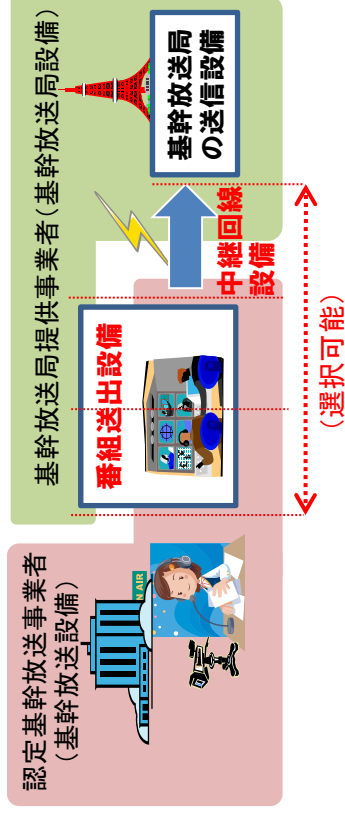 認定基幹放送事業者
（基幹放送設備）
ON AIR
基幹放送局提供事業者（基幹放送局設備）
番組送出設備
中継回線
設備
基幹放送局
の送信設備
（選択可能）